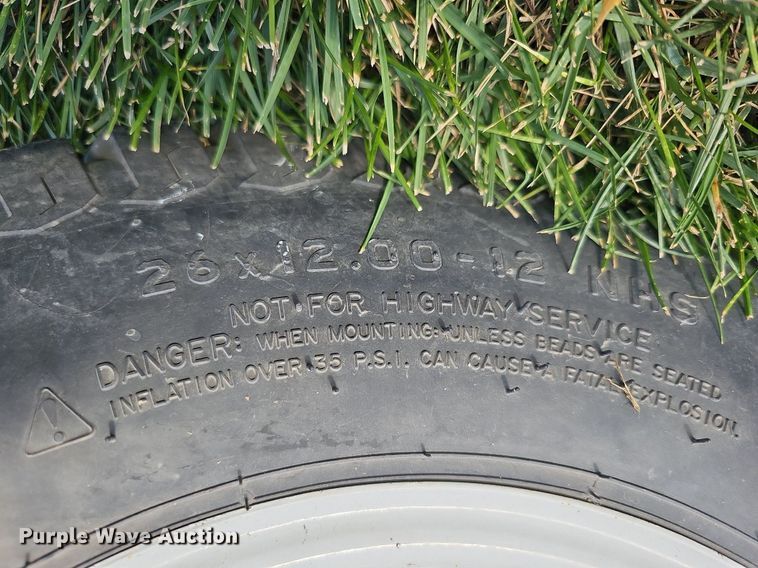 26x12.00-12 NHS
NOT FOR HIGHWAY SERVICE
DANGER: WHEN MOUNTING: UNLESS BEADS ARE SEATED
INFLATION OVER 35 P.S.I. CAN CAUSE A FATAL EXPLOSION.
Purple Wave Auction